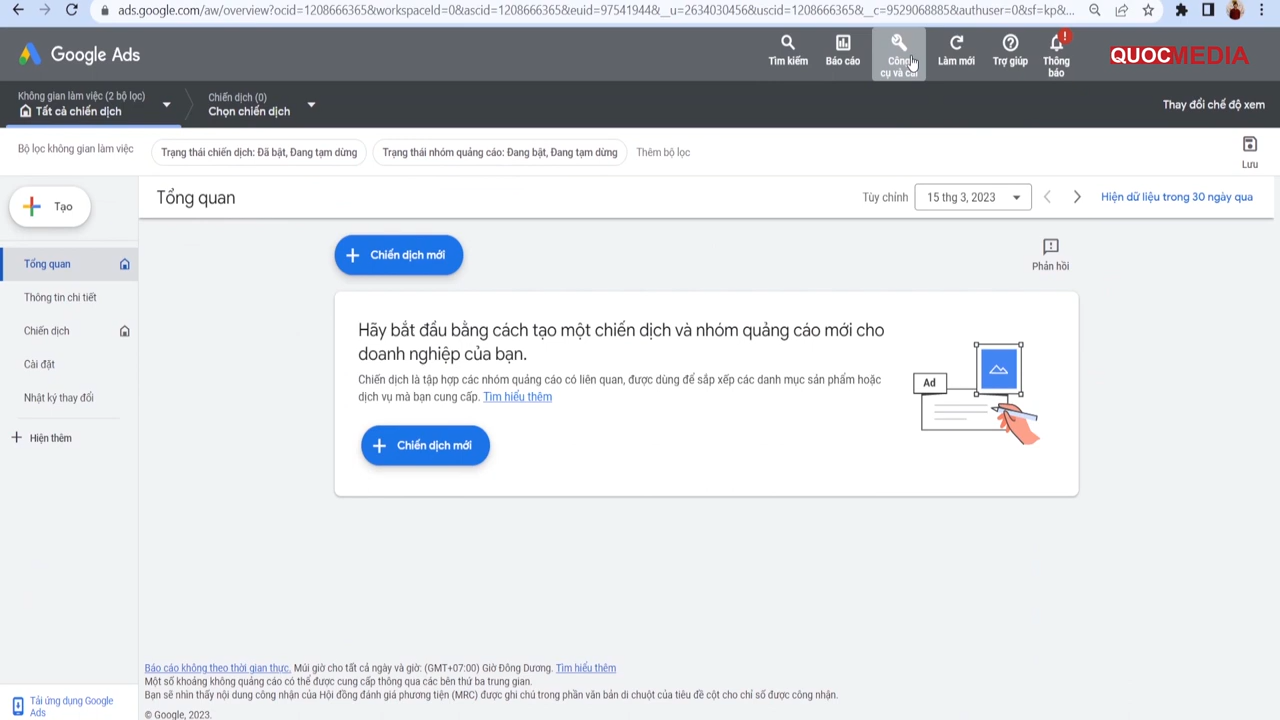 ads.google.com/aw/overview?ocid=1208666365&workspaceId=0&ascid=1208666365&euid=97541944&__u=2634030456&uscid=1208666365&__c=9529068885&authuser=0&sf=kp&...
Google Ads
Tìm kiếm
Báo cáo
Công
cụ và cài
Làm mới
Trợ giúp
Thông
báo
!
QUOCMEDIA
Không gian làm việc (2 bộ lọc)
Tất cả chiến dịch
Chiến dịch (0)
Chọn chiến dịch
Thay đổi chế độ xem
Bộ lọc không gian làm việc
Trạng thái chiến dịch: Đã bật, Đang tạm dừng
Trạng thái nhóm quảng cáo: Đang bật, Đang tạm dừng
Thêm bộ lọc
Lưu
Tạo
Tổng quan
Tùy chỉnh
15 thg 3, 2023
Hiện dữ liệu trong 30 ngày qua
Tổng quan
Thông tin chi tiết
Chiến dịch
Cài đặt
Nhật ký thay đổi
Hiện thêm
Chiến dịch mới
Phản hồi
Hãy bắt đầu bằng cách tạo một chiến dịch và nhóm quảng cáo mới cho
doanh nghiệp của bạn.
Chiến dịch là tập hợp các nhóm quảng cáo có liên quan, được dùng để sắp xếp các danh mục sản phẩm hoặc
dịch vụ mà bạn cung cấp. Tìm hiểu thêm
Ad
Chiến dịch mới
Báo cáo không theo thời gian thực. Múi giờ cho tất cả ngày và giờ: (GMT+07:00) Giờ Đông Dương. Tìm hiểu thêm
Một số khoảng không quảng cáo có thể được cung cấp thông qua các bên thứ ba trung gian.
Bạn sẽ nhìn thấy nội dung công nhận của Hội đồng đánh giá phương tiện (MRC) được ghi chú trong phần văn bản di chuột của tiêu đề cột cho chỉ số được công nhận.
© Google, 2023.
Tải ứng dụng Google
Ads